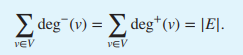 ∑ deg⁻(v) = ∑ deg⁺(v) = |E|.
v∈V v∈V